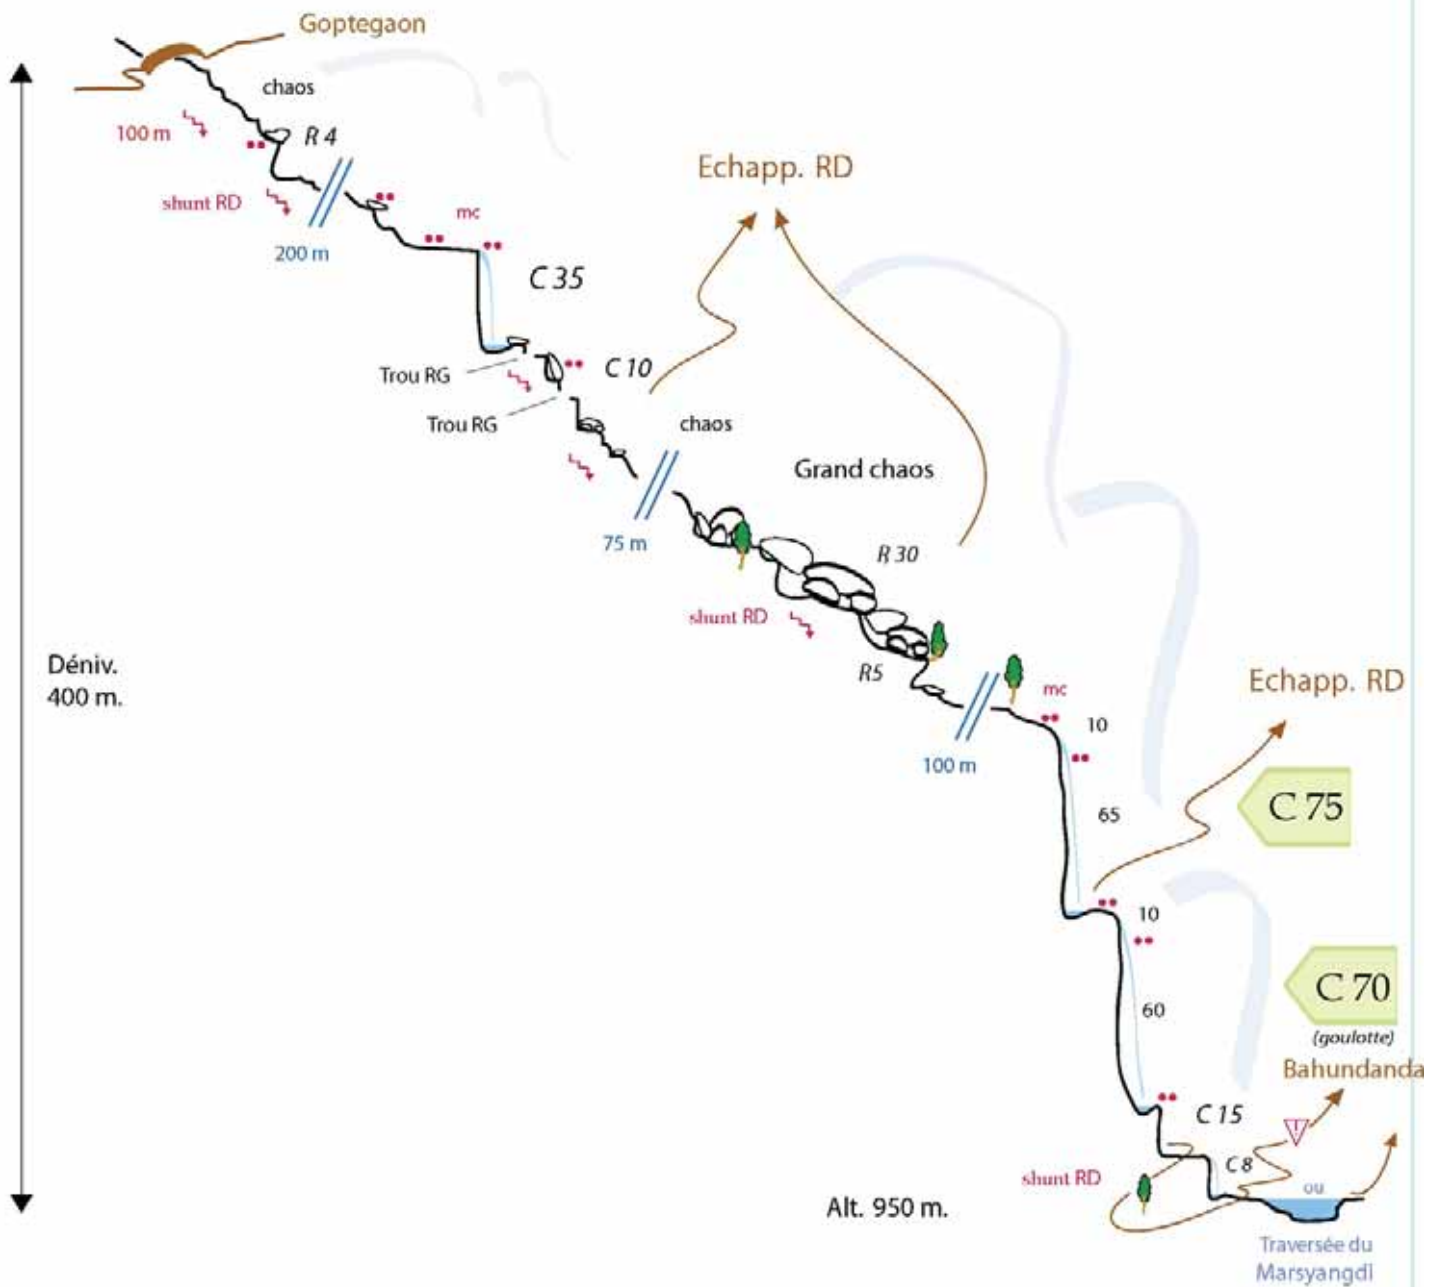 Goptegaon
chaos
100 m
R 4
shunt RD
200 m
mc
C 35
Echapp. RD
Trou RG
C 10
Trou RG
chaos
Grand chaos
75 m
R 30
shunt RD
R5
Déniv.
400 m.
mc
10
100 m
65
Echapp. RD
C 75
10
60
C 70
(goulotte)
Bahundanda
C 15
C 8
shunt RD
ou
Alt. 950 m.
Traversée du
Marsyangdi